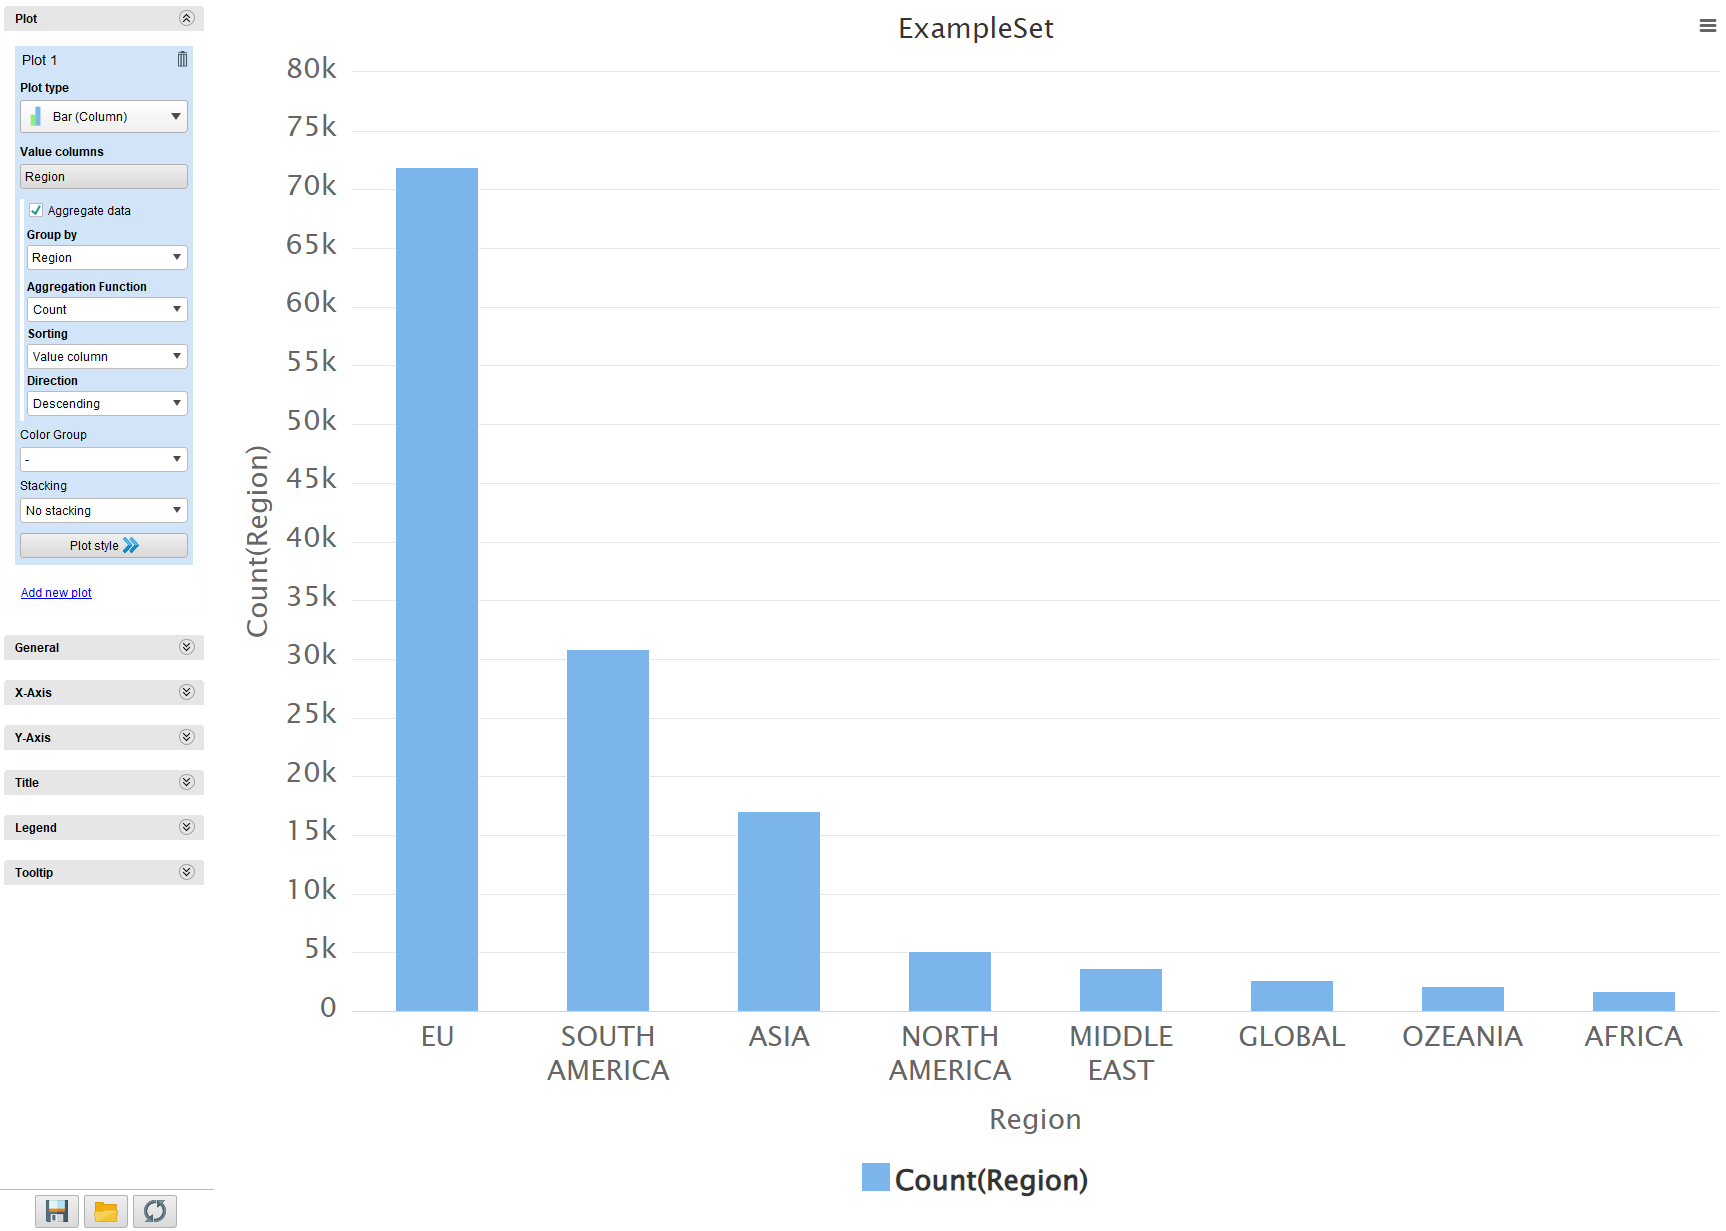 Plot
Plot 1
Plot type
Bar (Column)
Value columns
Region
Aggregate data
Group by
Region
Aggregation Function
Count
Sorting
Value column
Direction
Descending
Color Group
-
Stacking
No stacking
Plot style
Add new plot
General
X-Axis
Y-Axis
Title
Legend
Tooltip
ExampleSet
80k
75k
70k
65k
60k
55k
50k
45k
40k
35k
30k
25k
20k
15k
10k
5k
0
Count(Region)
EU
SOUTH
AMERICA
ASIA
NORTH
AMERICA
MIDDLE
EAST
GLOBAL
OZEANIA
AFRICA
Region
Count(Region)